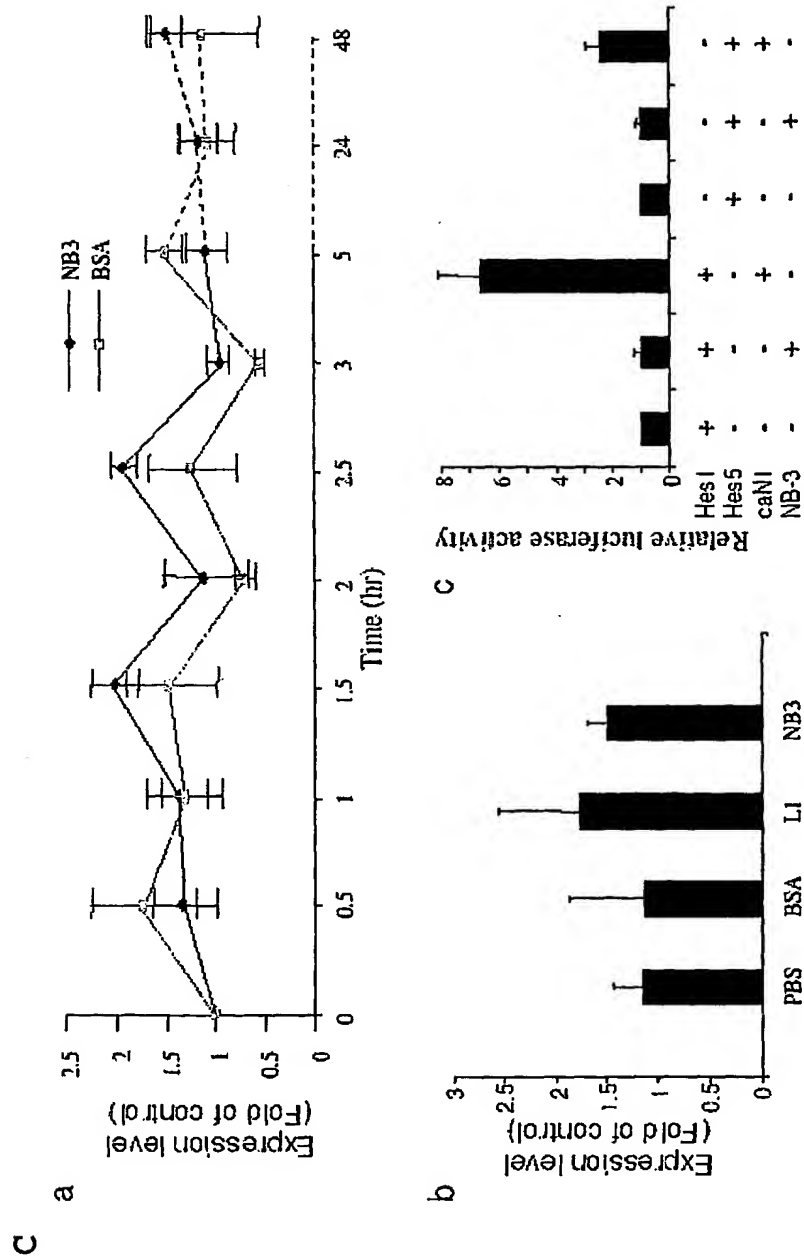 C
a
Expression level
(Fold of control)
2.5
2
1.5
1
0.5
0
NB3
BSA
0 0.5 1 1.5 2 2.5 3 5 24 48
Time (hr)
b
Expression level
(Fold of control)
3
2.5
2
1.5
1
0.5
0
PBS BSA L1 NB3
c
Relative luciferase activity
8
6
4
2
0
Hes1 + + + - - -
Hes5 - - - + + +
caN1 - - + - - +
NB-3 - + - - + -